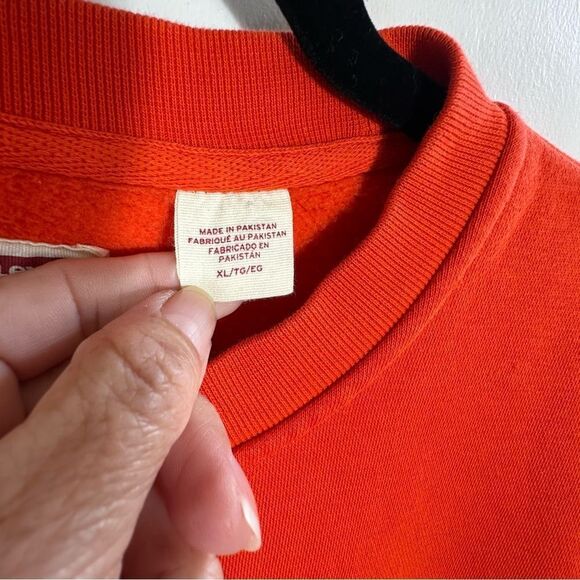 MADE IN PAKISTAN
FABRIQUÉ AU PAKISTAN
FABRICADO EN
PAKISTÁN
XL/TG/EG